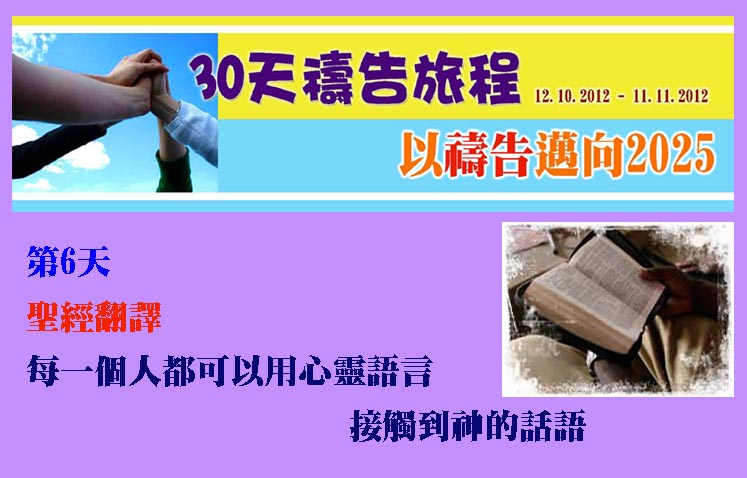 30天禱告旅程 12.10.2012 - 11.11.2012
以禱告邁向2025
第6天
聖經翻譯
每一個人都可以用心靈語言
接觸到神的話語